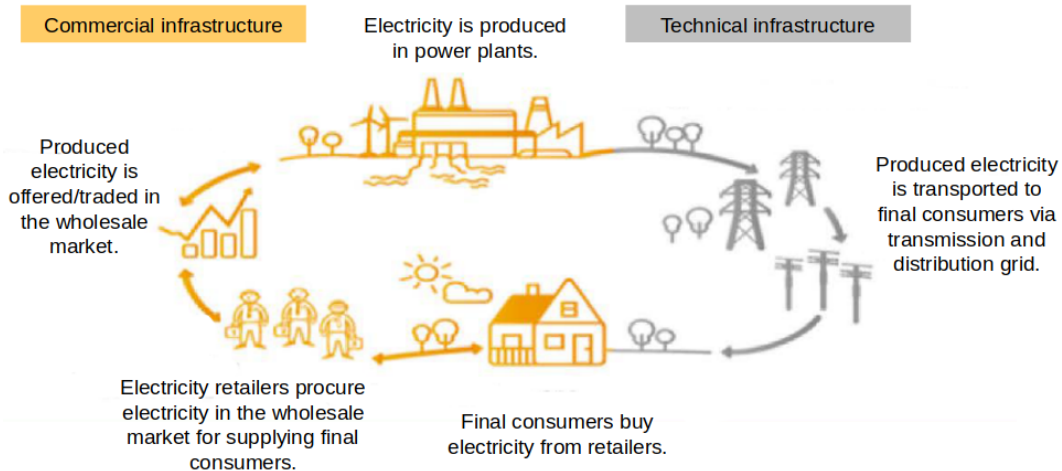 Commercial infrastructure
Electricity is produced
in power plants.
Technical infrastructure
Produced
electricity is
offered/traded in
the wholesale
market.
Produced electricity
is transported to
final consumers via
transmission and
distribution grid.
Electricity retailers procure
electricity in the wholesale
market for supplying final
consumers.
Final consumers buy
electricity from retailers.